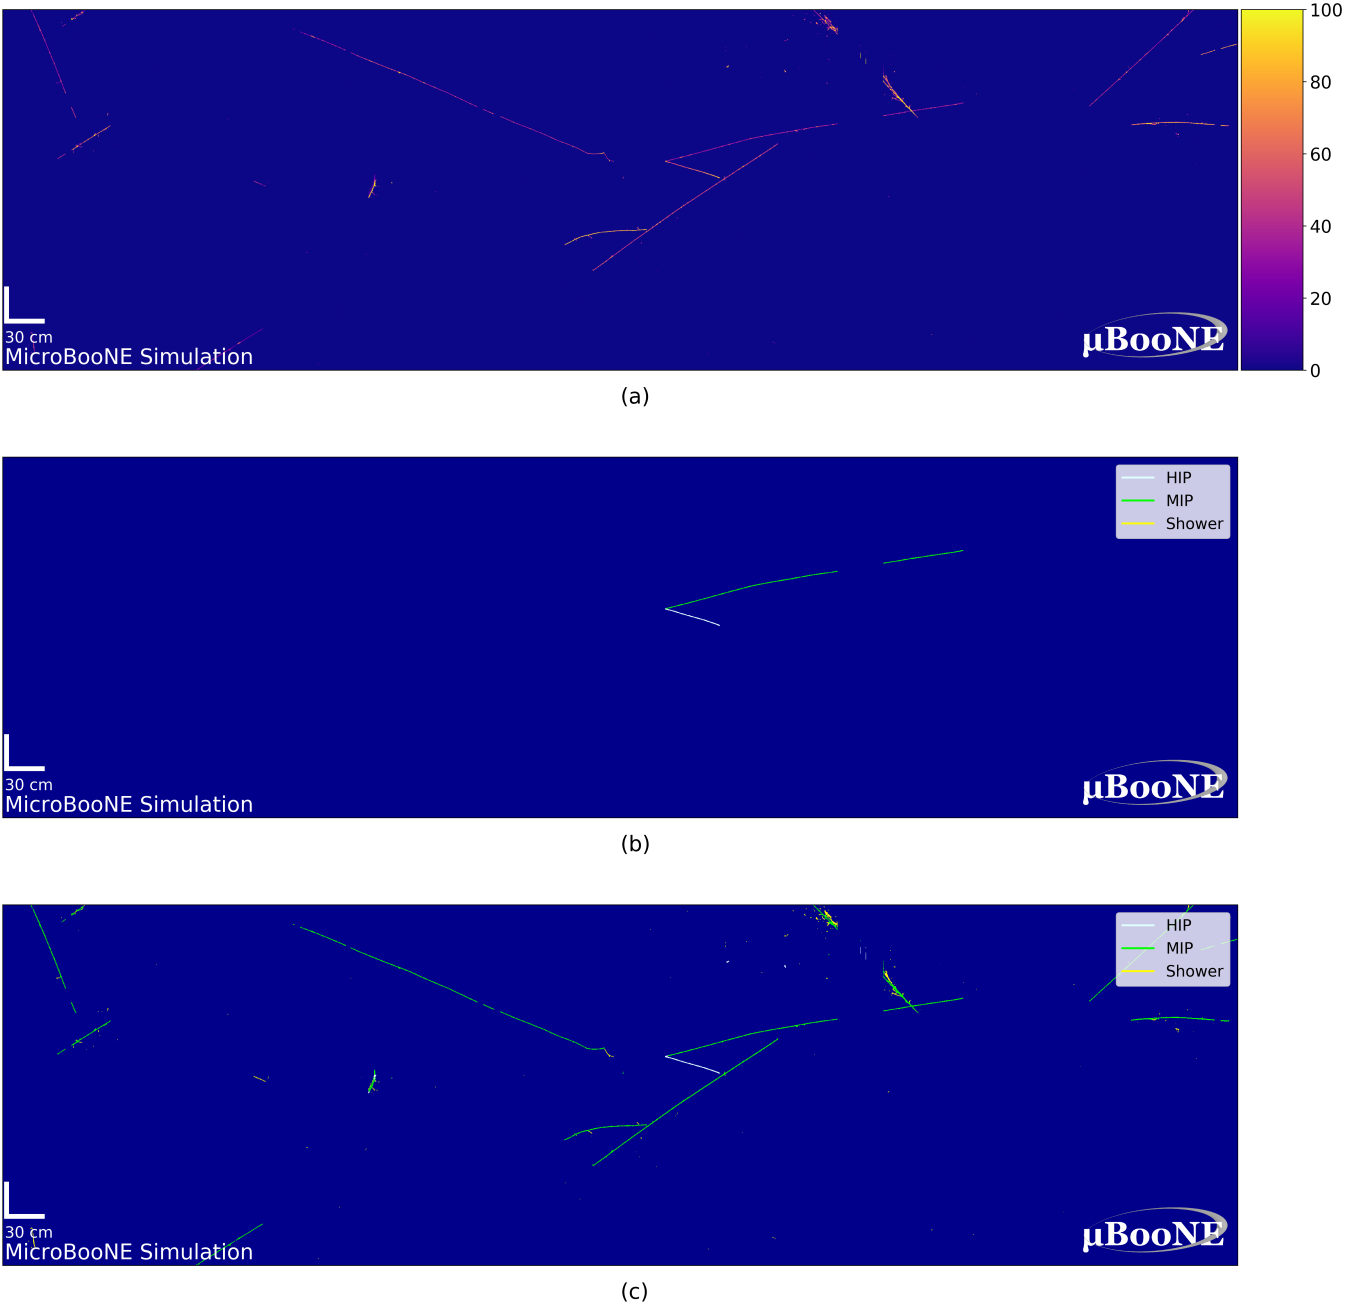 100
80
60
40
20
0
30 cm
MicroBooNE Simulation
µBooNE
(a)
HIP
MIP
Shower
30 cm
MicroBooNE Simulation
µBooNE
(b)
HIP
MIP
Shower
30 cm
MicroBooNE Simulation
µBooNE
(c)